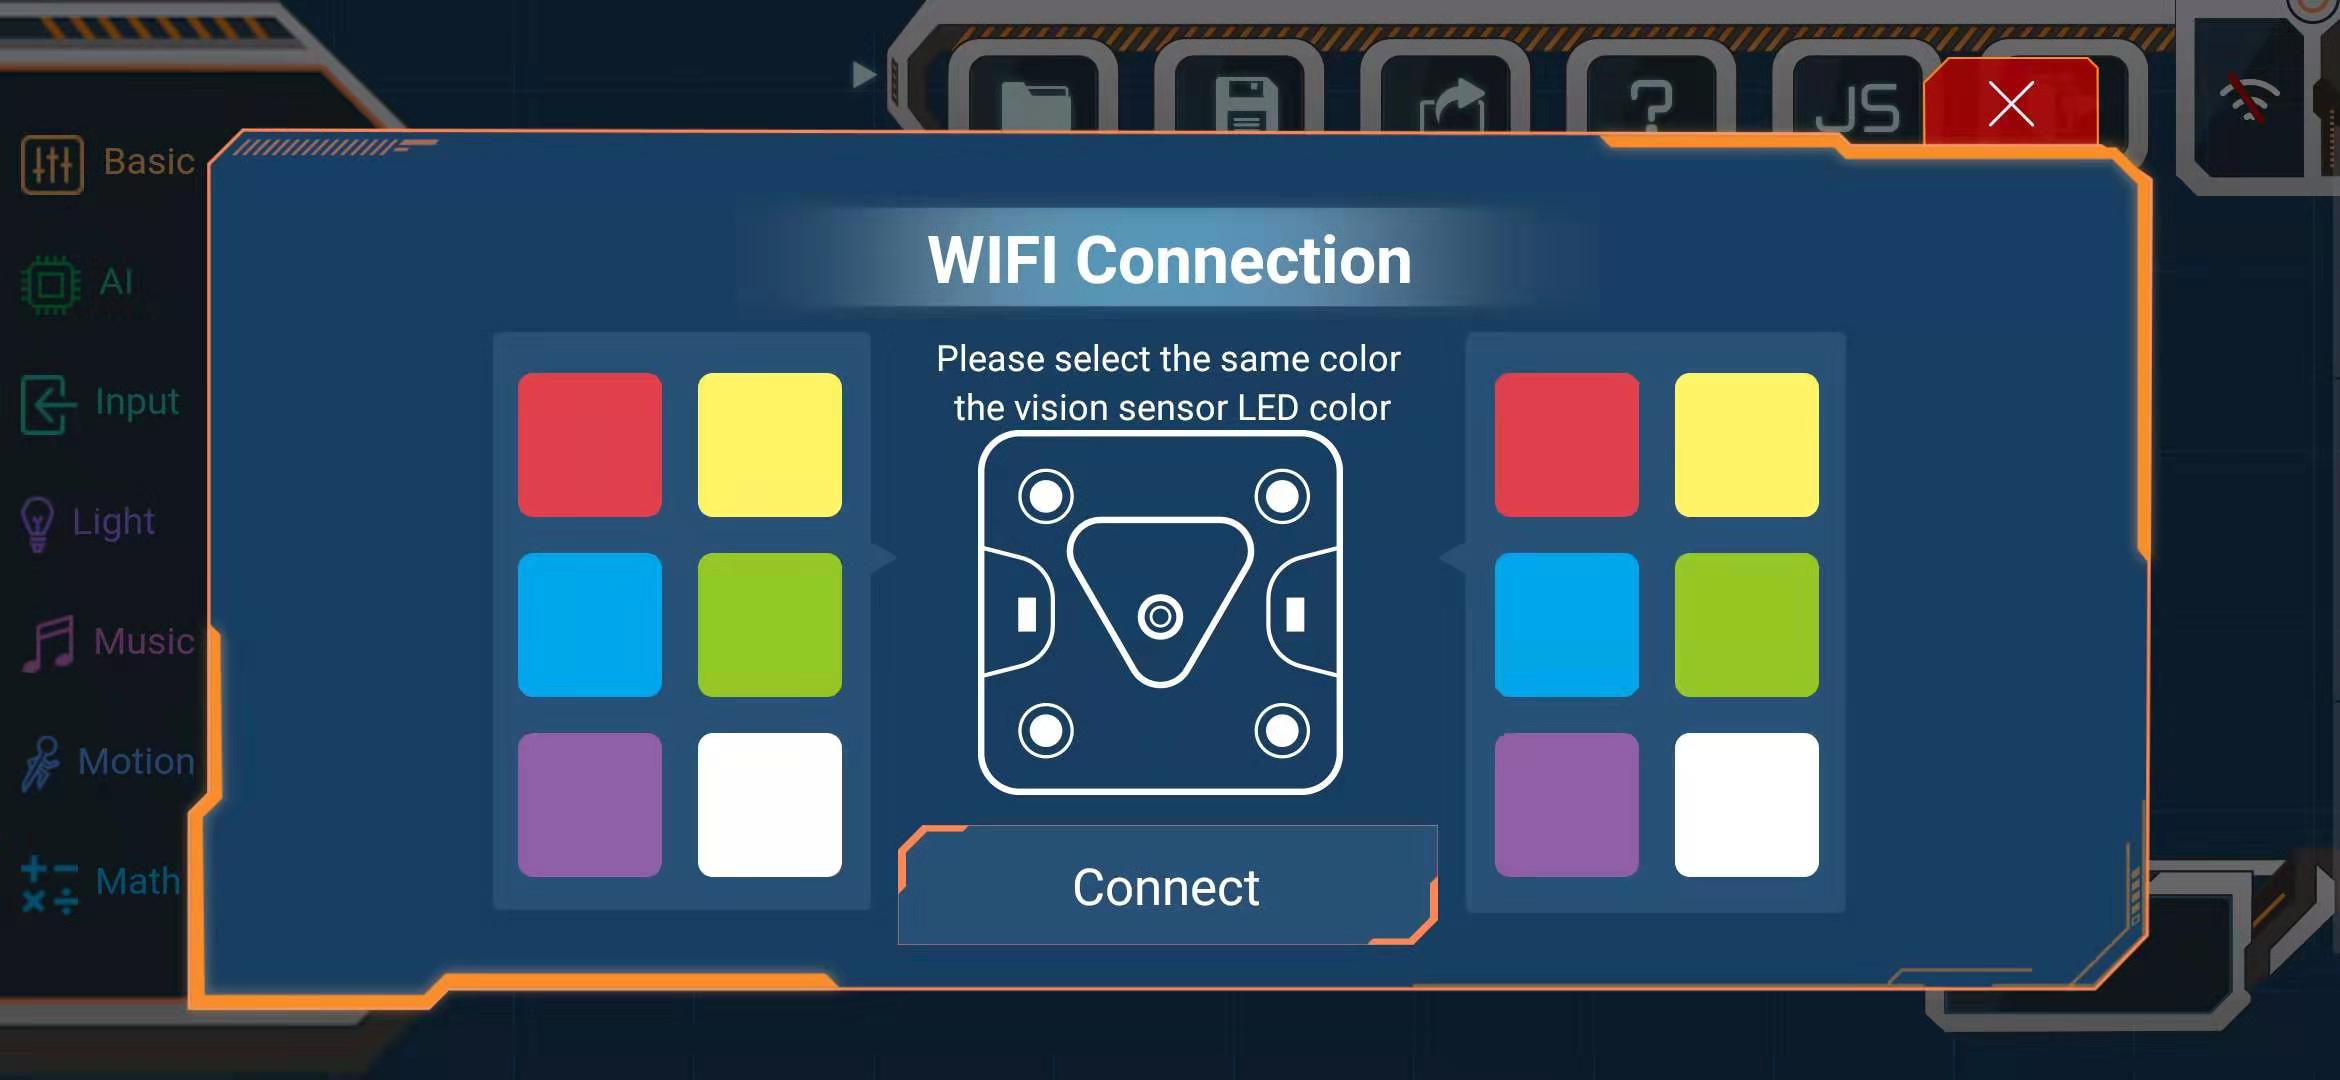 JS
Basic
AI
Input
Light
Music
Motion
Math
WIFI Connection
Please select the same color
the vision sensor LED color
Connect